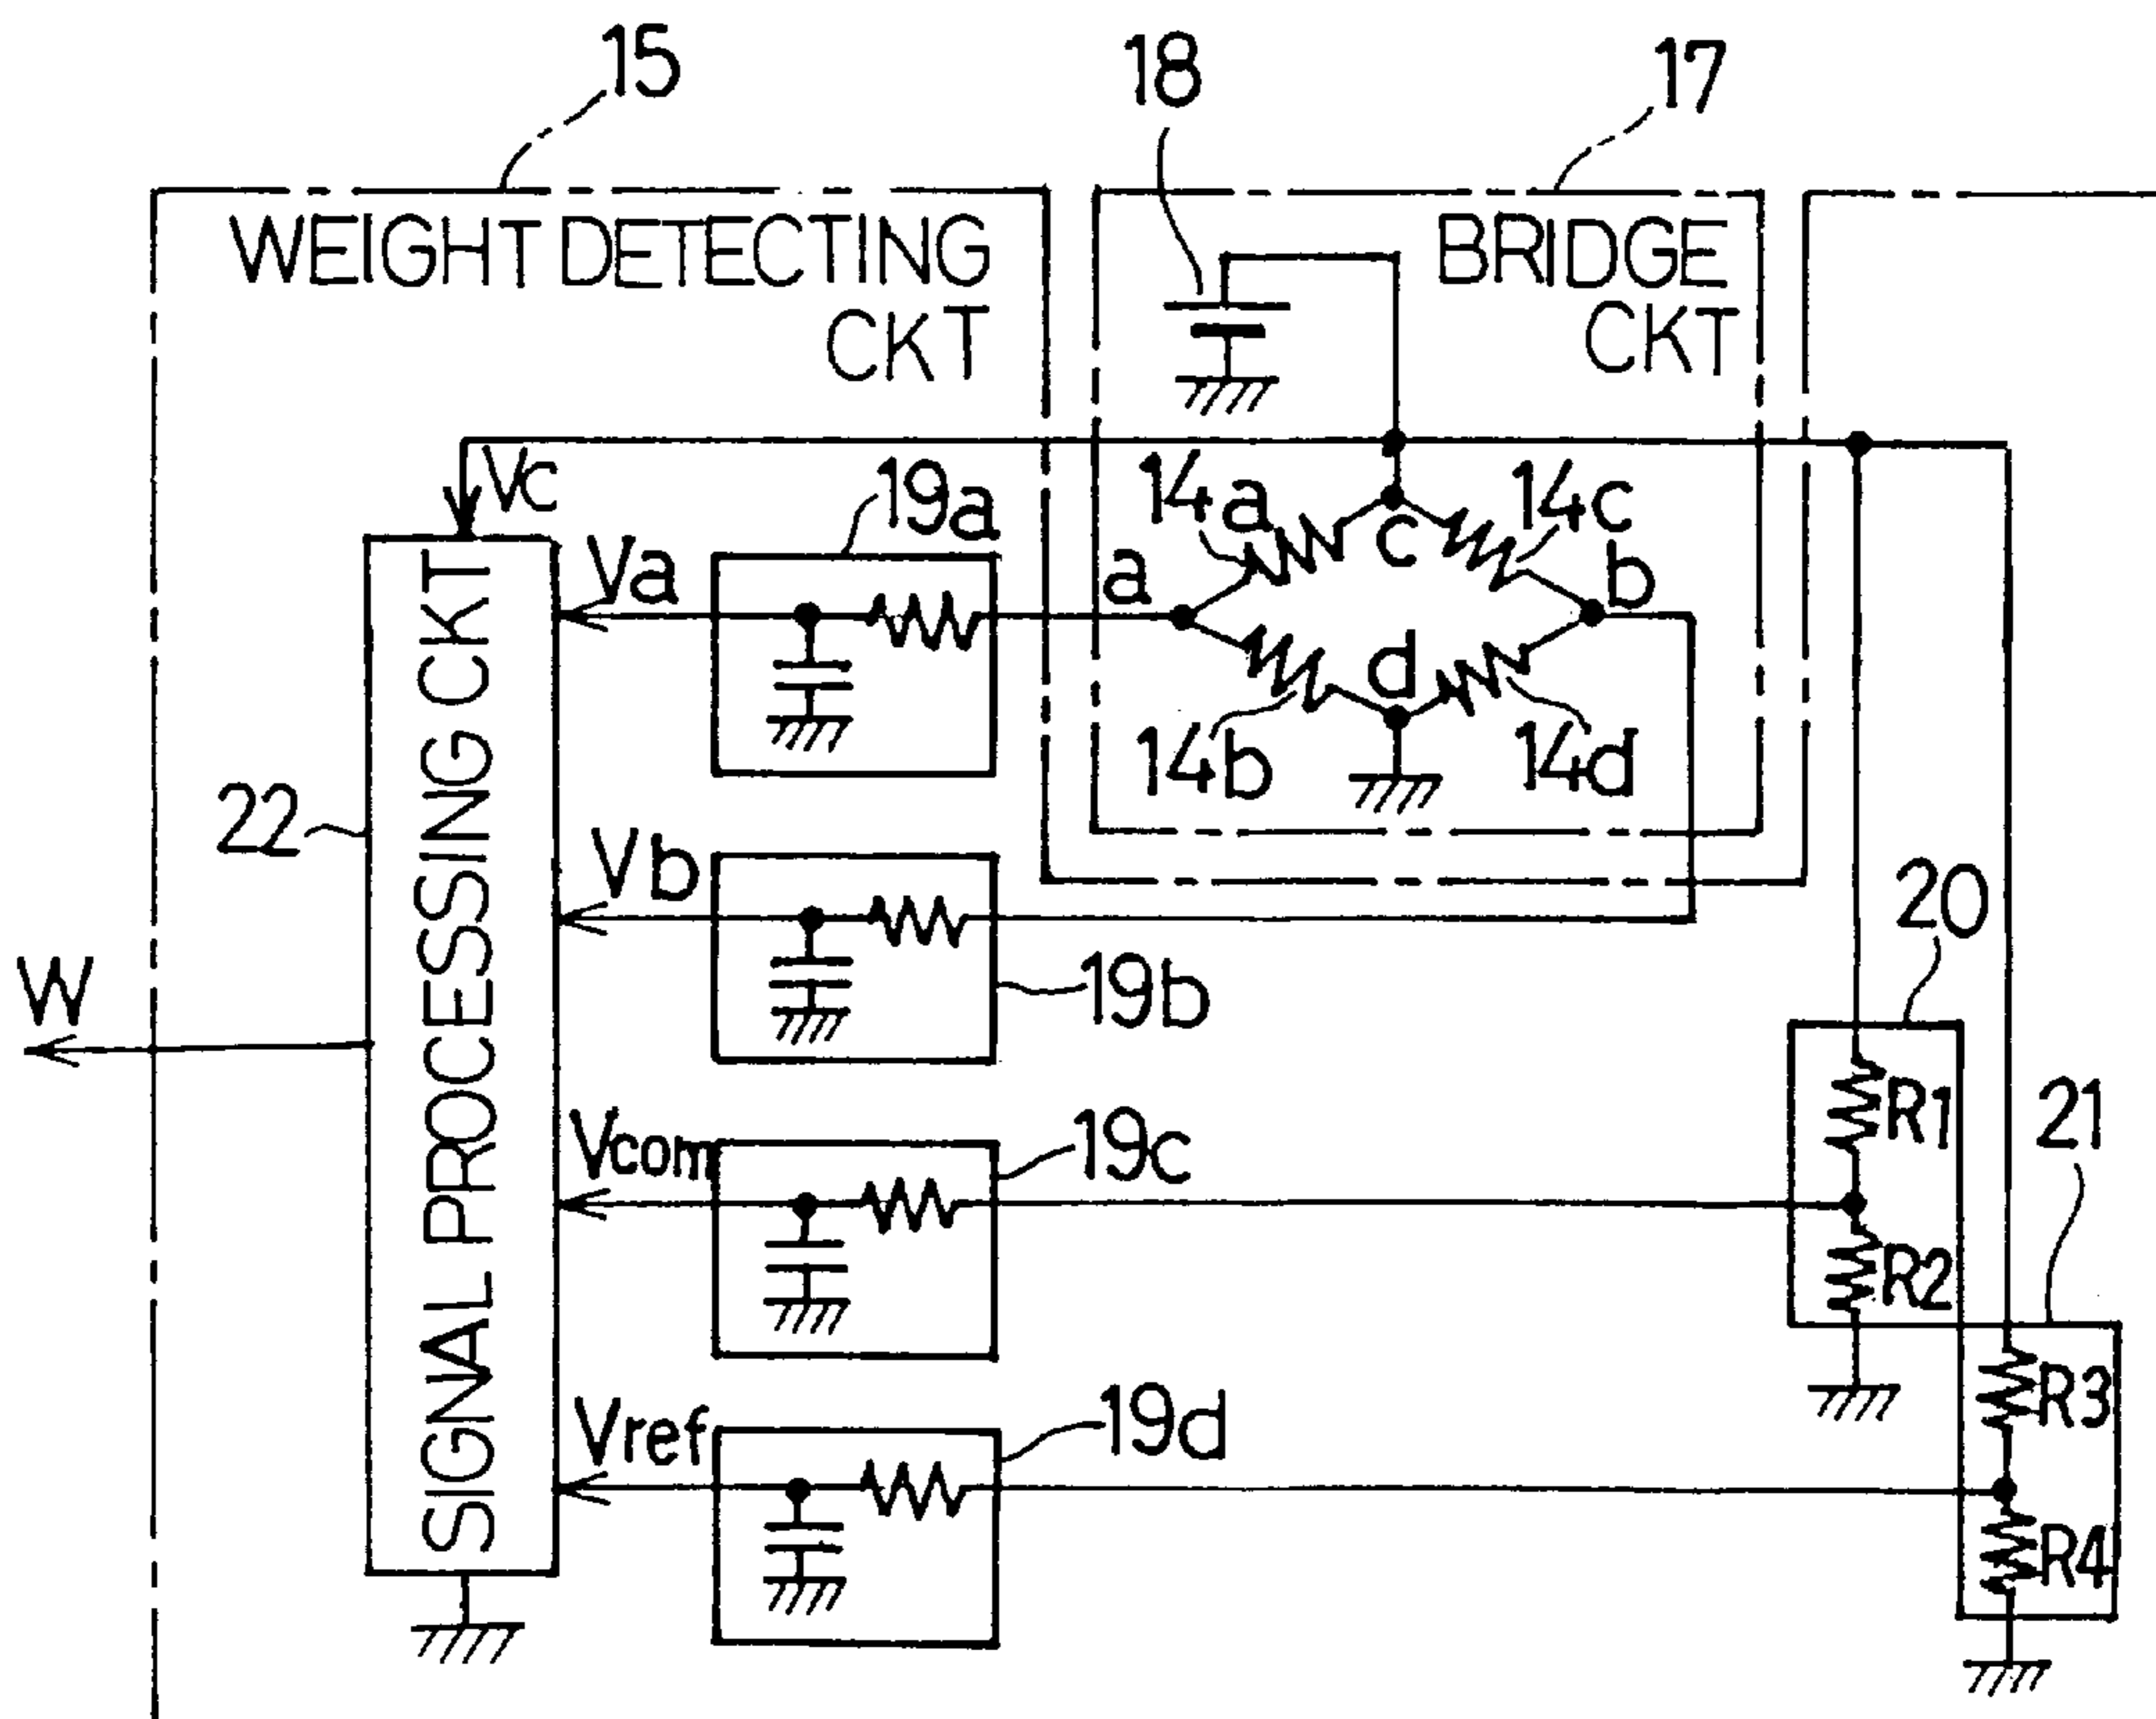 15
18
17
WEIGHT DETECTING
CKT
BRIDGE
CKT
Vc
19a
14a
14c
c
Va
a
b
d
14b
14d
22
SIGNAL PROCESSING CKT
Vb
19b
20
W
R1
21
Vcom
19c
R2
R3
Vref
19d
R4